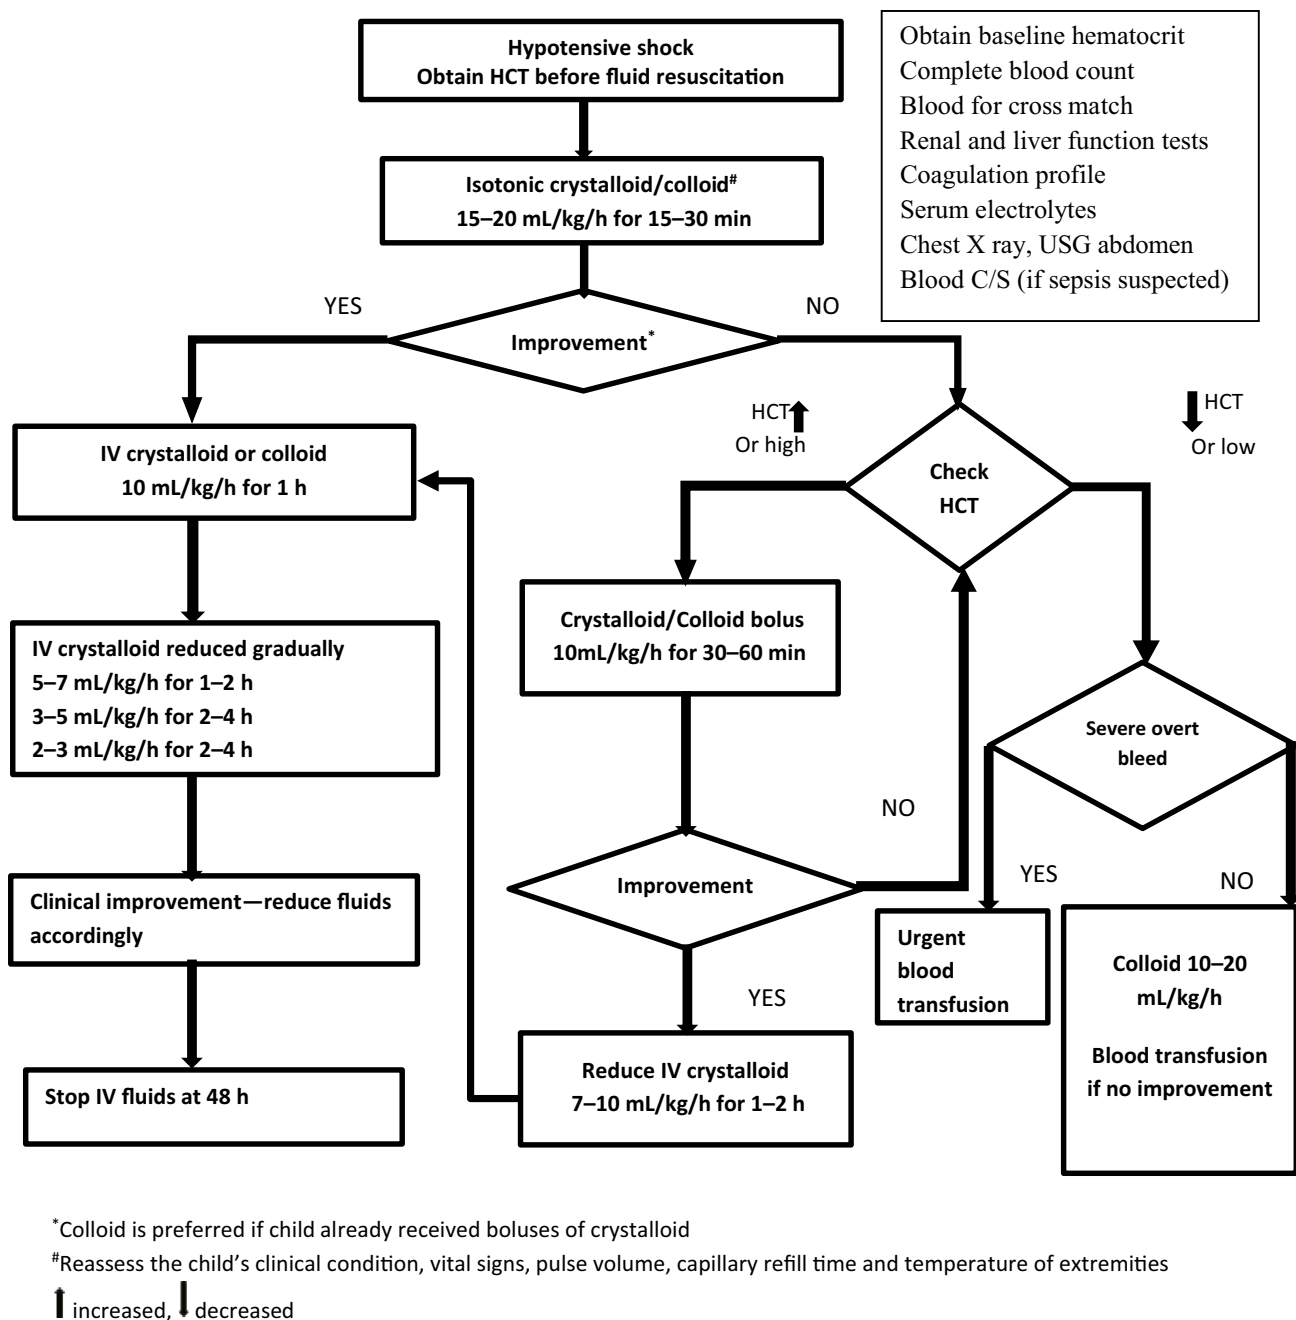 Hypotensive shock
Obtain HCT before fluid resuscitation
Obtain baseline hematocrit
Complete blood count
Blood for cross match
Renal and liver function tests
Coagulation profile
Serum electrolytes
Chest X ray, USG abdomen
Blood C/S (if sepsis suspected)
Isotonic crystalloid/colloid#
15–20 mL/kg/h for 15–30 min
YES
NO
Improvement*
HCT
Or high
HCT
Or low
IV crystalloid or colloid
10 mL/kg/h for 1 h
Check
HCT
Crystalloid/Colloid bolus
10mL/kg/h for 30–60 min
IV crystalloid reduced gradually
5–7 mL/kg/h for 1–2 h
3–5 mL/kg/h for 2–4 h
2–3 mL/kg/h for 2–4 h
Severe overt
bleed
NO
YES
NO
Improvement
Clinical improvement—reduce fluids
accordingly
Urgent
blood
transfusion
Colloid 10–20
mL/kg/h
Blood transfusion
if no improvement
YES
Reduce IV crystalloid
7–10 mL/kg/h for 1–2 h
Stop IV fluids at 48 h
*Colloid is preferred if child already received boluses of crystalloid
#Reassess the child's clinical condition, vital signs, pulse volume, capillary refill time and temperature of extremities
⬆ increased, ⬇ decreased